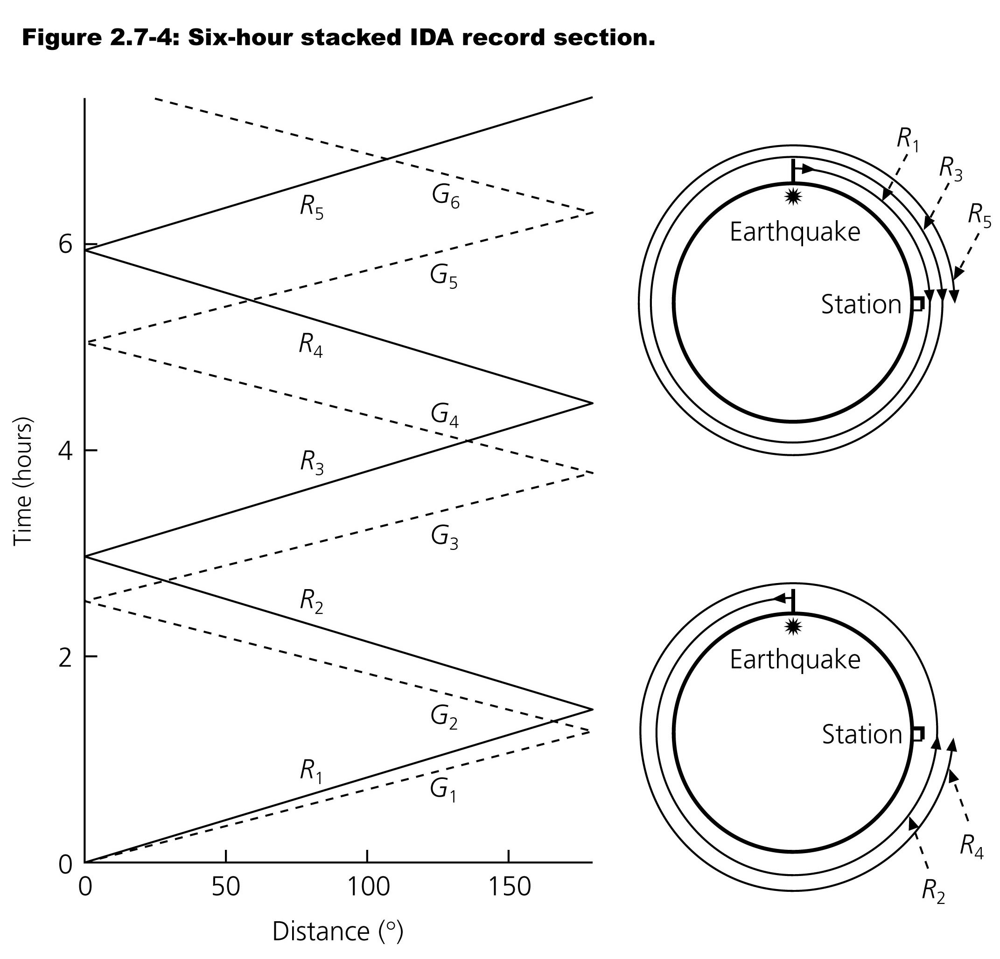 Figure 2.7-4: Six-hour stacked IDA record section.
R5
G6
6
G5
R4
G4
4
R3
G3
R2
2
G2
R1
G1
0
0 50 100 150
Time (hours)
Distance (°)
R1
R3
R5
Earthquake
Station
Earthquake
Station
R4
R2